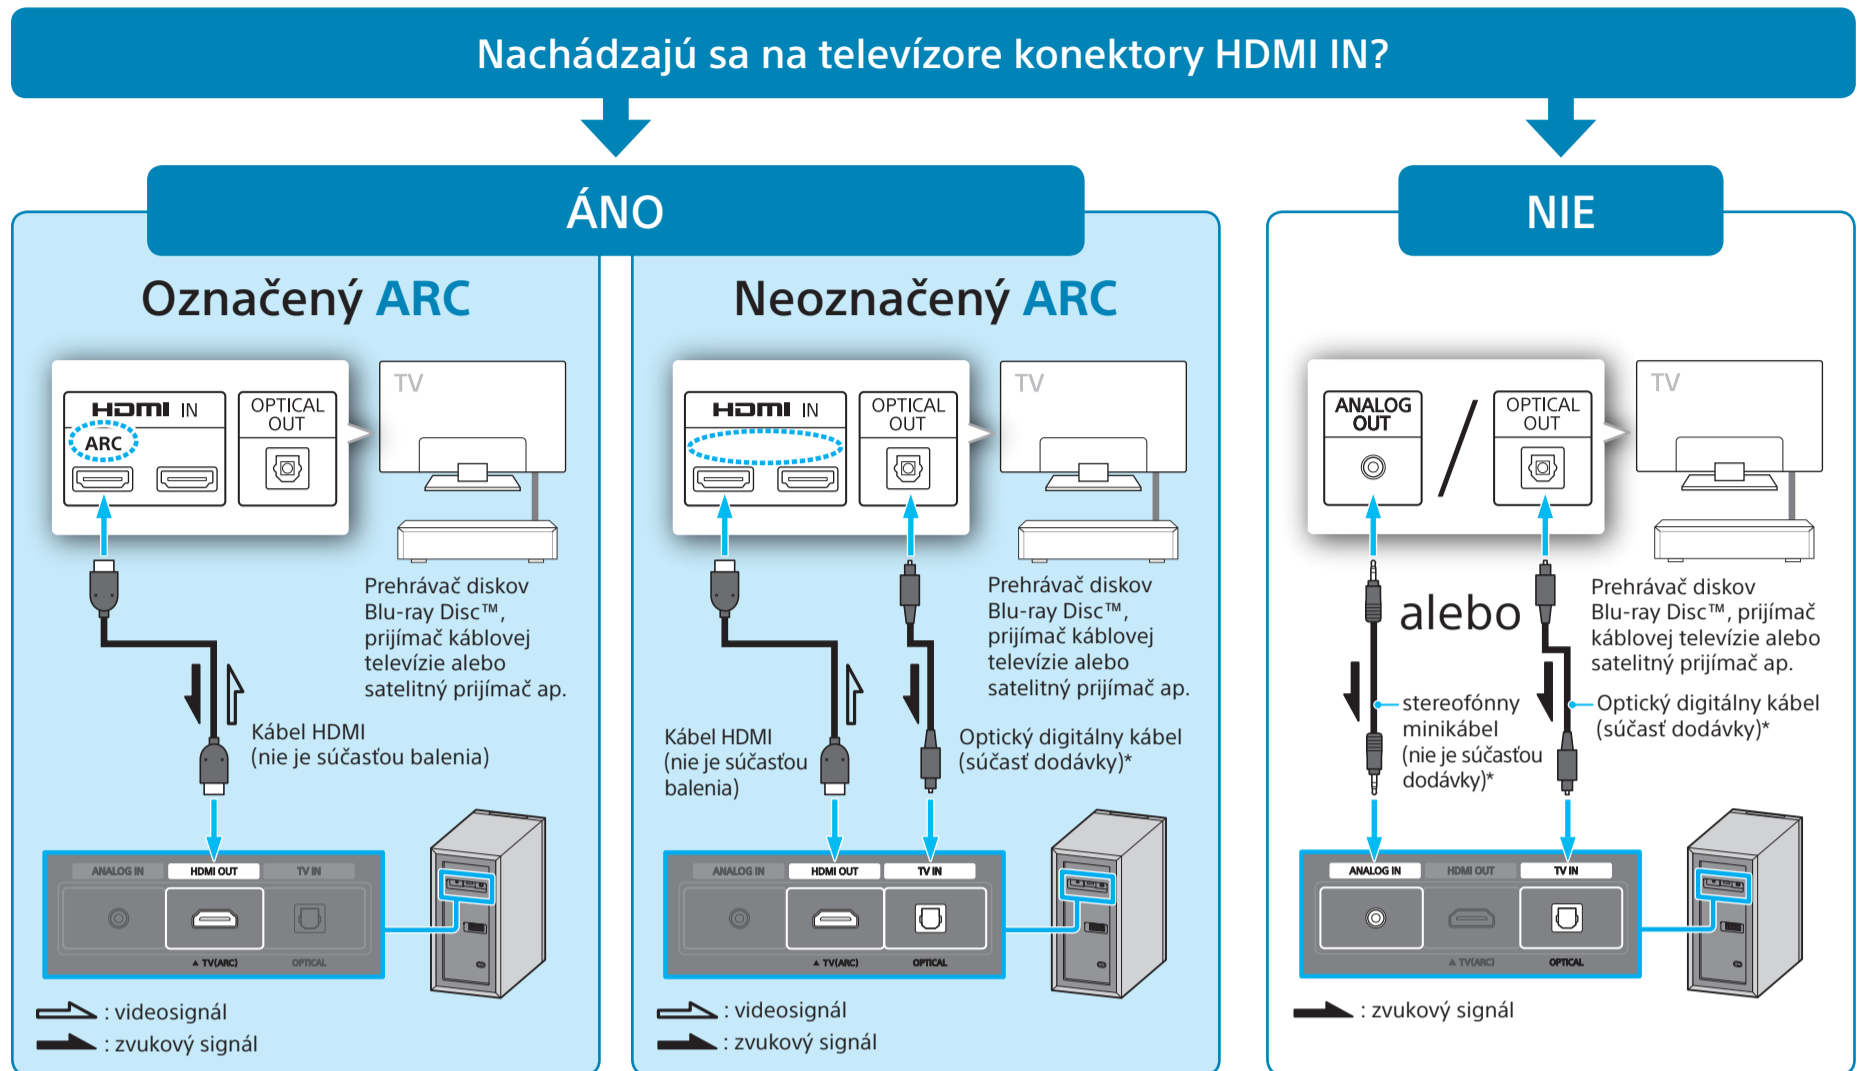 Nachádzajú sa na televízore konektory HDMI IN?
ÁNO
Označený ARC
HDMI IN
ARC
OPTICAL
OUT
TV
Prehrávač diskov
Blu-ray Disc™,
prijímač káblovej
televízie alebo
satelitný prijímač ap.
Kábel HDMI
(nie je súčasťou balenia)
ANALOG IN
HDMI OUT
TV IN
▲ TV(ARC)
OPTICAL
: videosignál
: zvukový signál
Neoznačený ARC
HDMI IN
OPTICAL
OUT
TV
Prehrávač diskov
Blu-ray Disc™,
prijímač káblovej
televízie alebo
satelitný prijímač ap.
Kábel HDMI
(nie je súčasťou
balenia)
Optický digitálny kábel
(súčasť dodávky)*
ANALOG IN
HDMI OUT
TV IN
▲ TV(ARC)
OPTICAL
: videosignál
: zvukový signál
NIE
ANALOG
OUT
/
OPTICAL
OUT
TV
alebo
Prehrávač diskov
Blu-ray Disc™, prijímač
káblovej televízie alebo
satelitný prijímač ap.
stereofónny
minikábel
(nie je súčasťou
dodávky)*
Optický digitálny kábel
(súčasť dodávky)*
ANALOG IN
HDMI OUT
TV IN
▲ TV(ARC)
OPTICAL
: zvukový signál